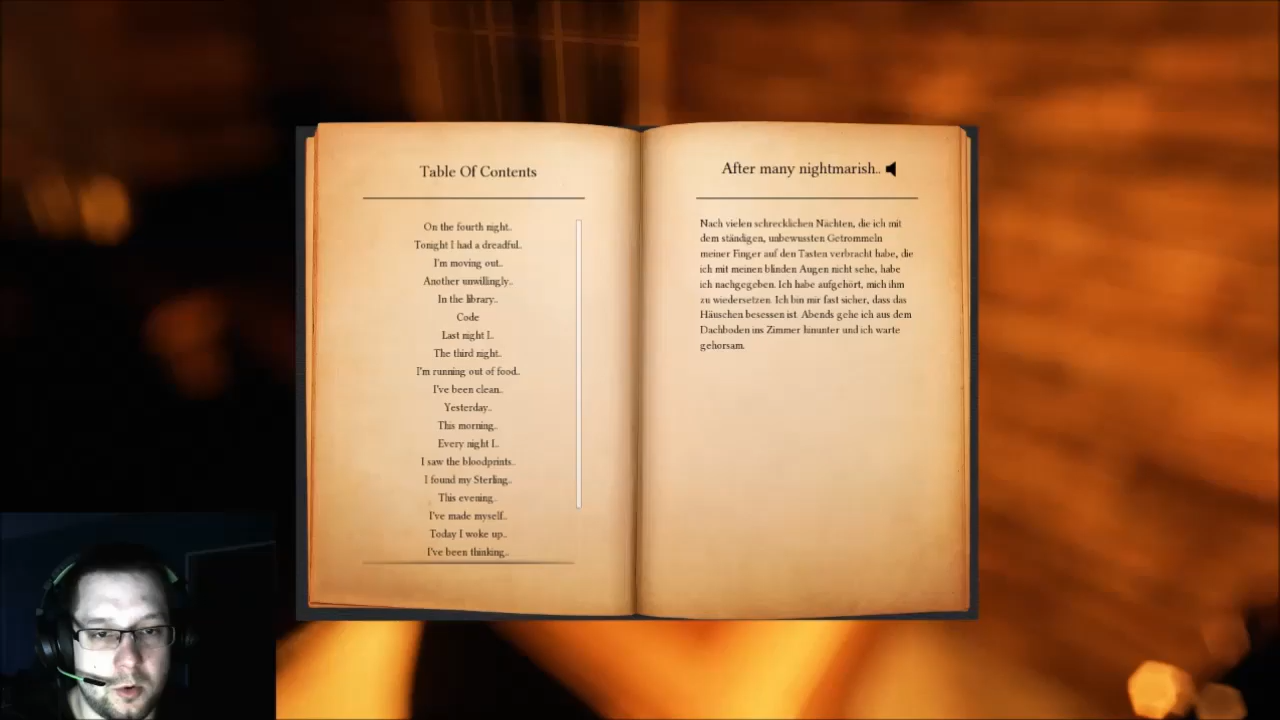 Table Of Contents
On the fourth night..
Tonight I had a dreadful..
I'm moving out..
Another unwillingly..
In the library..
Code
Last night I..
The third night..
I'm running out of food..
I've been clean..
Yesterday..
This morning..
Every night I..
I saw the bloodprints..
I found my Sterling..
This evening..
I've made myself..
Today I woke up..
I've been thinking..
After many nightmarish..
Nach vielen schrecklichen Nächten, die ich mit
dem ständigen, unbewussten Getrommeln
meiner Finger auf den Tasten verbracht habe, die
ich mit meinen blinden Augen nicht sehe, habe
ich nachgegeben. Ich habe aufgehört, mich ihm
zu wiedersetzen. Ich bin mir fast sicher, dass das
Häuschen besessen ist. Abends gehe ich aus dem
Dachboden ins Zimmer hinunter und ich warte
gehorsam.